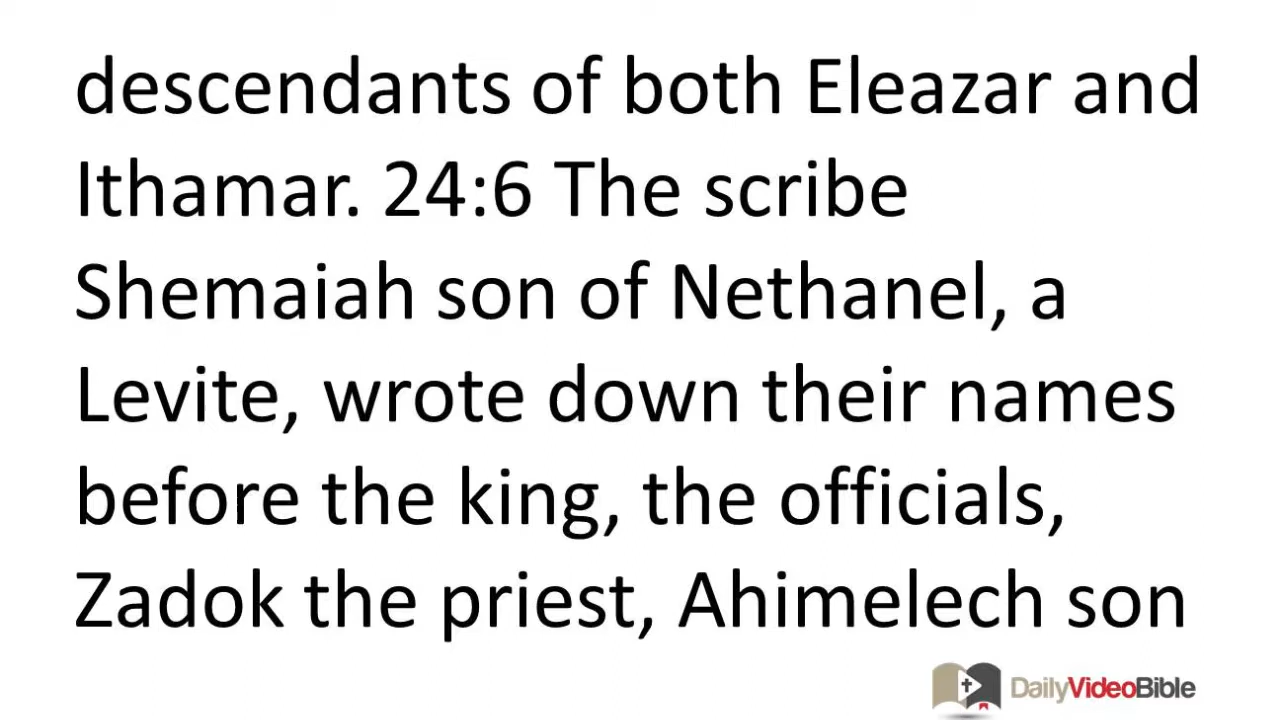 descendants of both Eleazar and
Ithamar. 24:6 The scribe
Shemaiah son of Nethanel, a
Levite, wrote down their names
before the king, the officials,
Zadok the priest, Ahimelech son
DailyVideoBible